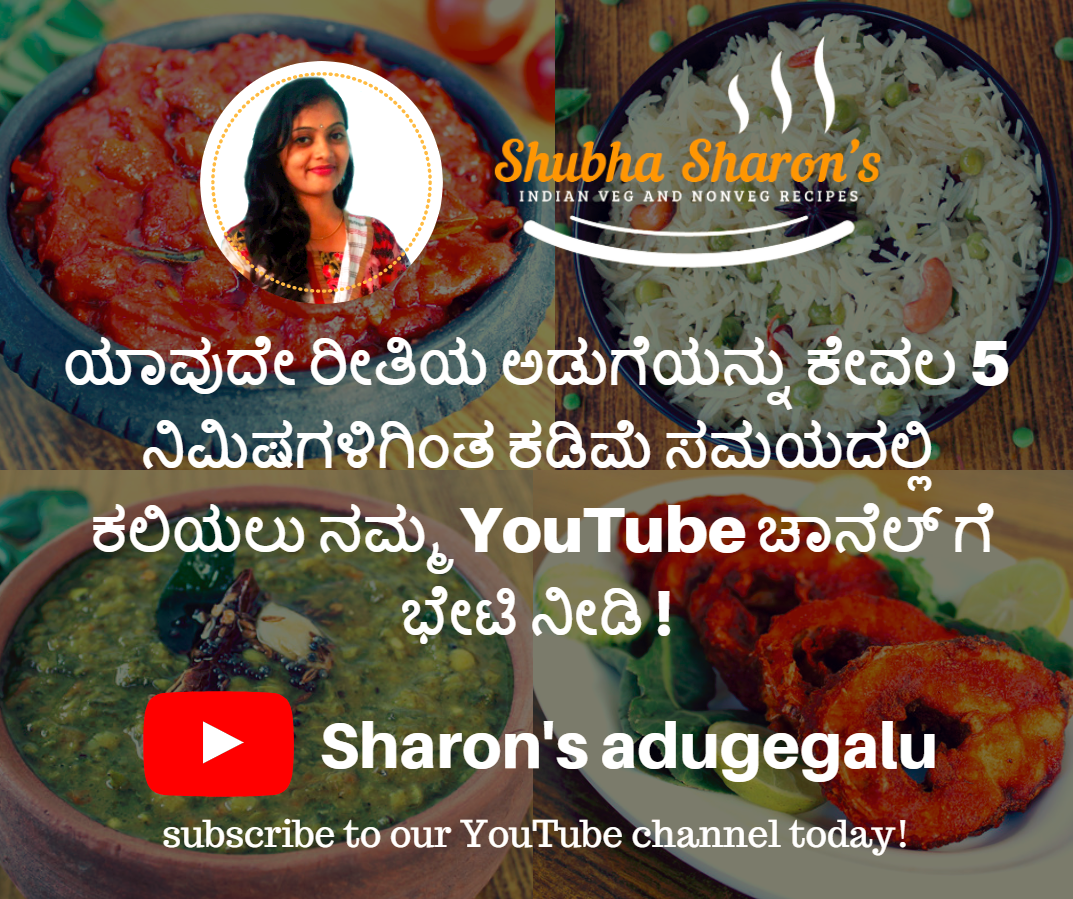 Shubha Sharon's
INDIAN VEG AND NONVEG RECIPES
ಯಾವುದೇ ರೀತಿಯ ಅಡುಗೆಯನ್ನು ಕೇವಲ 5
ನಿಮಿಷಗಳಿಗಿಂತ ಕಡಿಮೆ ಸಮಯದಲ್ಲಿ
ಕಲಿಯಲು ನಮ್ಮ YouTube ಚಾನೆಲ್ ಗೆ
ಭೇಟಿ ನೀಡಿ !
Sharon's adugegalu
subscribe to our YouTube channel today!